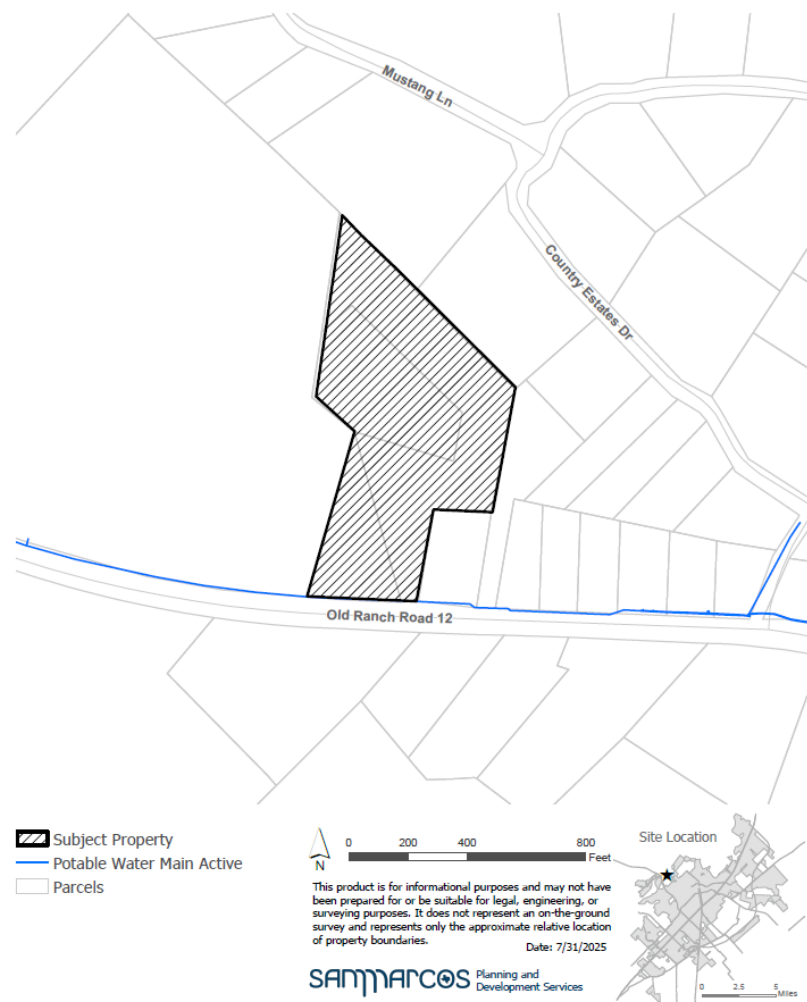 Mustang Ln
Country Estates Dr
Old Ranch Road 12
Subject Property
Potable Water Main Active
Parcels
N
0 200 400 800
Feet
This product is for informational purposes and may not have
been prepared for or be suitable for legal, engineering, or
surveying purposes. It does not represent an on-the-ground
survey and represents only the approximate relative location
of property boundaries.
Date: 7/31/2025
SANMARCOS Planning and
Development Services
Site Location
0 2.5 5
Miles